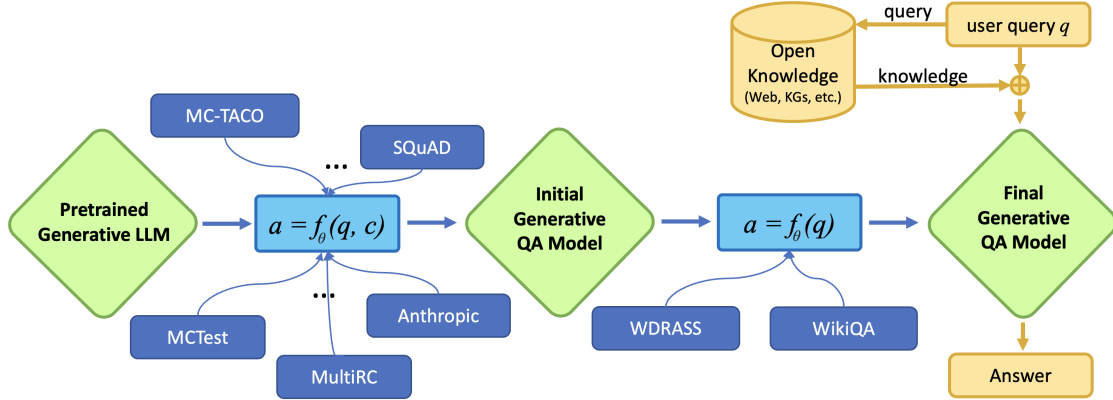 query
user query q
Open
Knowledge
(Web, KGs, etc.)
knowledge
MC-TACO
...
SQuAD
Pretrained
Generative LLM
a = fθ(q, c)
Initial
Generative
QA Model
a = fθ(q)
Final
Generative
QA Model
...
MCTest
Anthropic
MultiRC
WDRASS
WikiQA
Answer